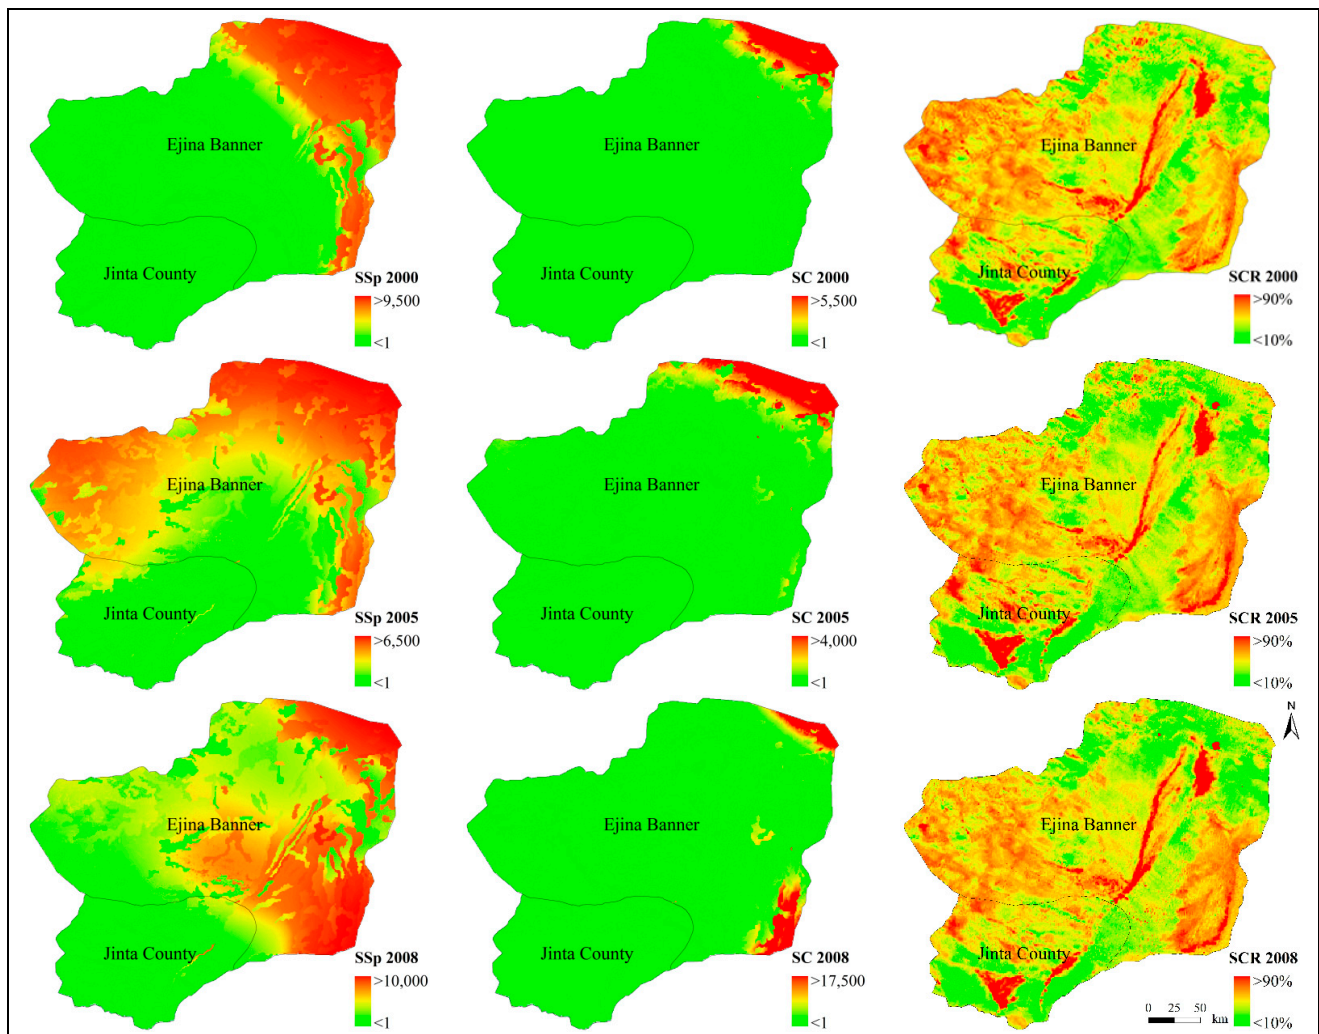 Ejina Banner
Jinta County
SSp 2000
>9,500
<1
Ejina Banner
Jinta County
SC 2000
>5,500
<1
Ejina Banner
Jinta County
SCR 2000
>90%
<10%
Ejina Banner
Jinta County
SSp 2005
>6,500
<1
Ejina Banner
Jinta County
SC 2005
>4,000
<1
Ejina Banner
Jinta County
SCR 2005
>90%
<10%
N
Ejina Banner
Jinta County
SSp 2008
>10,000
<1
Ejina Banner
Jinta County
SC 2008
>17,500
<1
Ejina Banner
Jinta County
SCR 2008
>90%
<10%
0 25 50
km